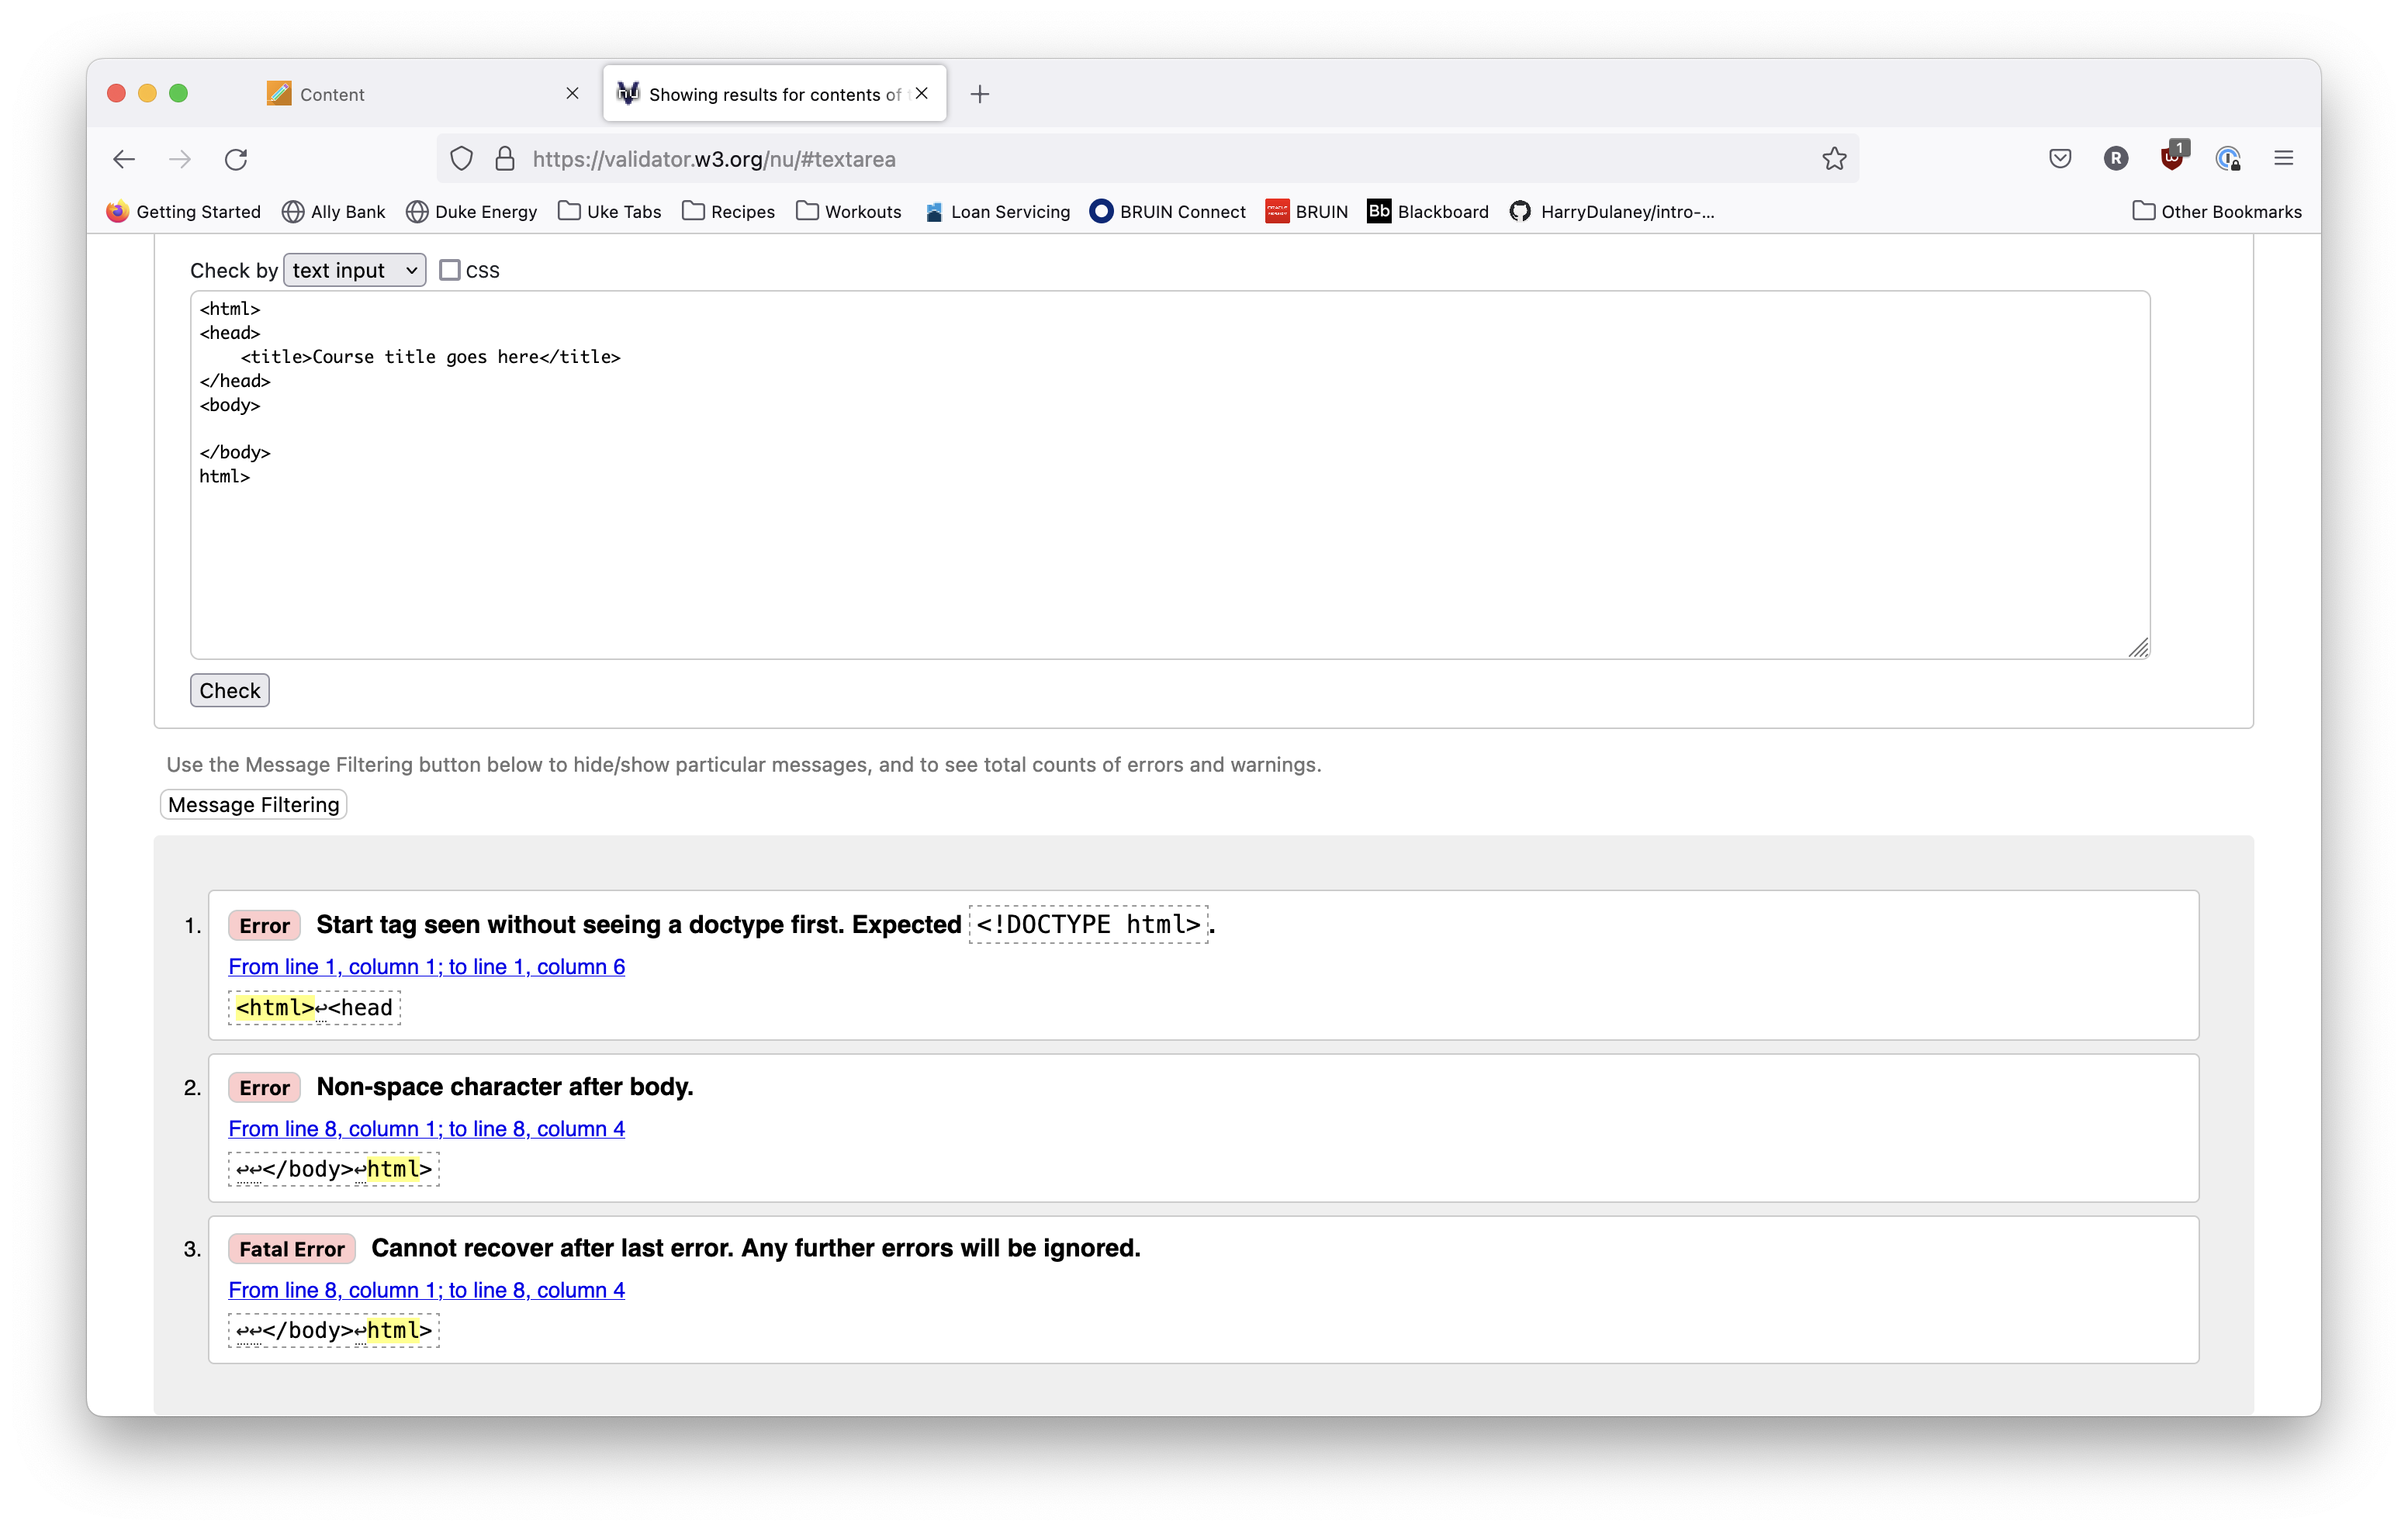 Content
Showing results for contents of
https://validator.w3.org/nu/#textarea
R
1
Getting Started Ally Bank Duke Energy Uke Tabs Recipes Workouts Loan Servicing BRUIN Connect BRUIN Bb Blackboard HarryDulaney/intro-... Other Bookmarks
Check by text input CSS
<html>
<head>
    <title>Course title goes here</title>
</head>
<body>
</body>
html>
Check
Use the Message Filtering button below to hide/show particular messages, and to see total counts of errors and warnings.
Message Filtering
1. Error Start tag seen without seeing a doctype first. Expected <!DOCTYPE html>.
From line 1, column 1; to line 1, column 6
<html>↩<head
2. Error Non-space character after body.
From line 8, column 1; to line 8, column 4
↩↩</body>↩html>
3. Fatal Error Cannot recover after last error. Any further errors will be ignored.
From line 8, column 1; to line 8, column 4
↩↩</body>↩html>